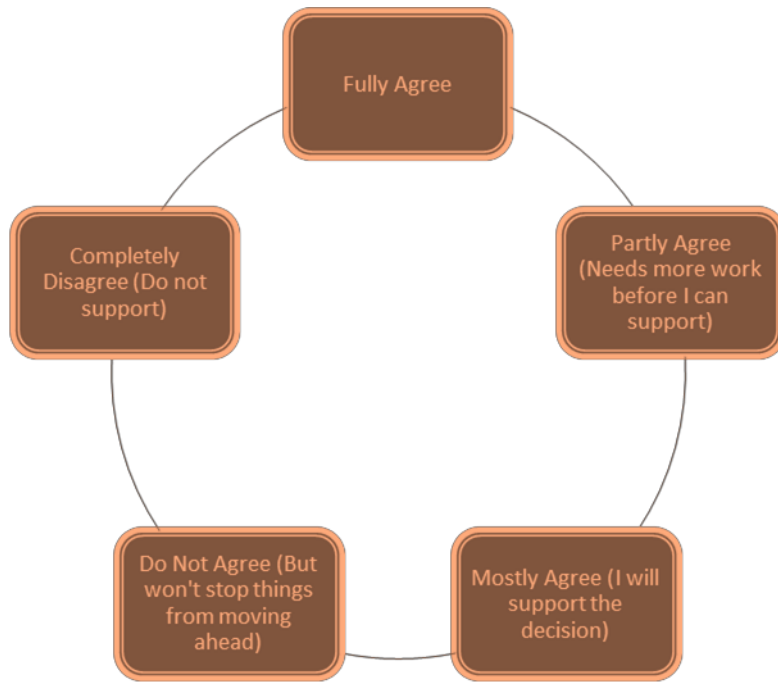 Fully Agree
Partly Agree
(Needs more work
before I can
support)
Mostly Agree (I will
support the
decision)
Do Not Agree (But
won't stop things
from moving
ahead)
Completely
Disagree (Do not
support)